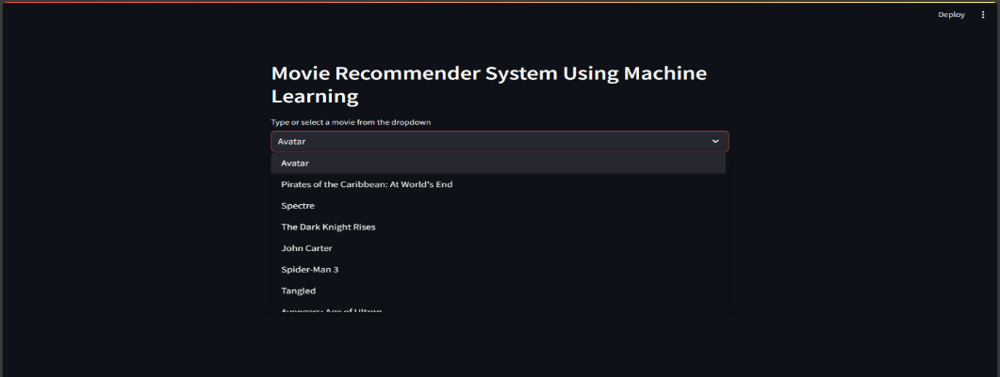 Deploy
Movie Recommender System Using Machine
Learning
Type or select a movie from the dropdown
Avatar
Avatar
Pirates of the Caribbean: At World's End
Spectre
The Dark Knight Rises
John Carter
Spider-Man 3
Tangled
Avengers: Age of Ultron